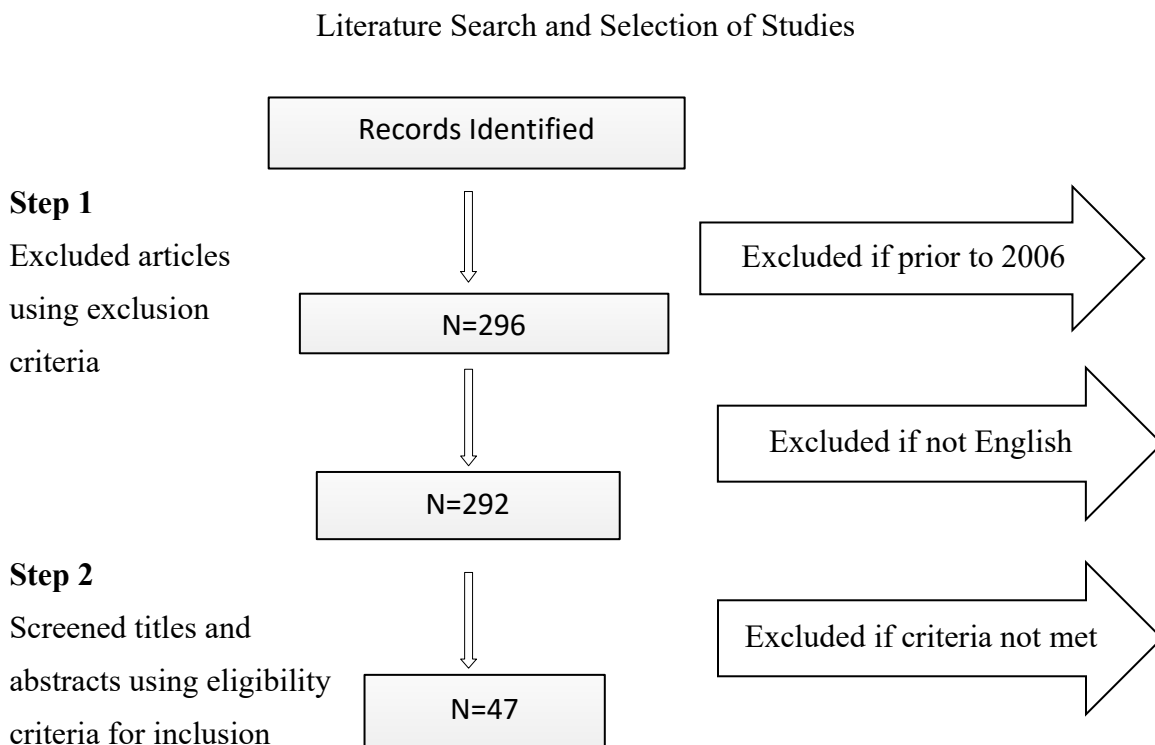 Literature Search and Selection of Studies
Records Identified
Step 1
Excluded articles
using exclusion
criteria
Excluded if prior to 2006
N=296
Excluded if not English
N=292
Step 2
Screened titles and
abstracts using eligibility
criteria for inclusion
Excluded if criteria not met
N=47